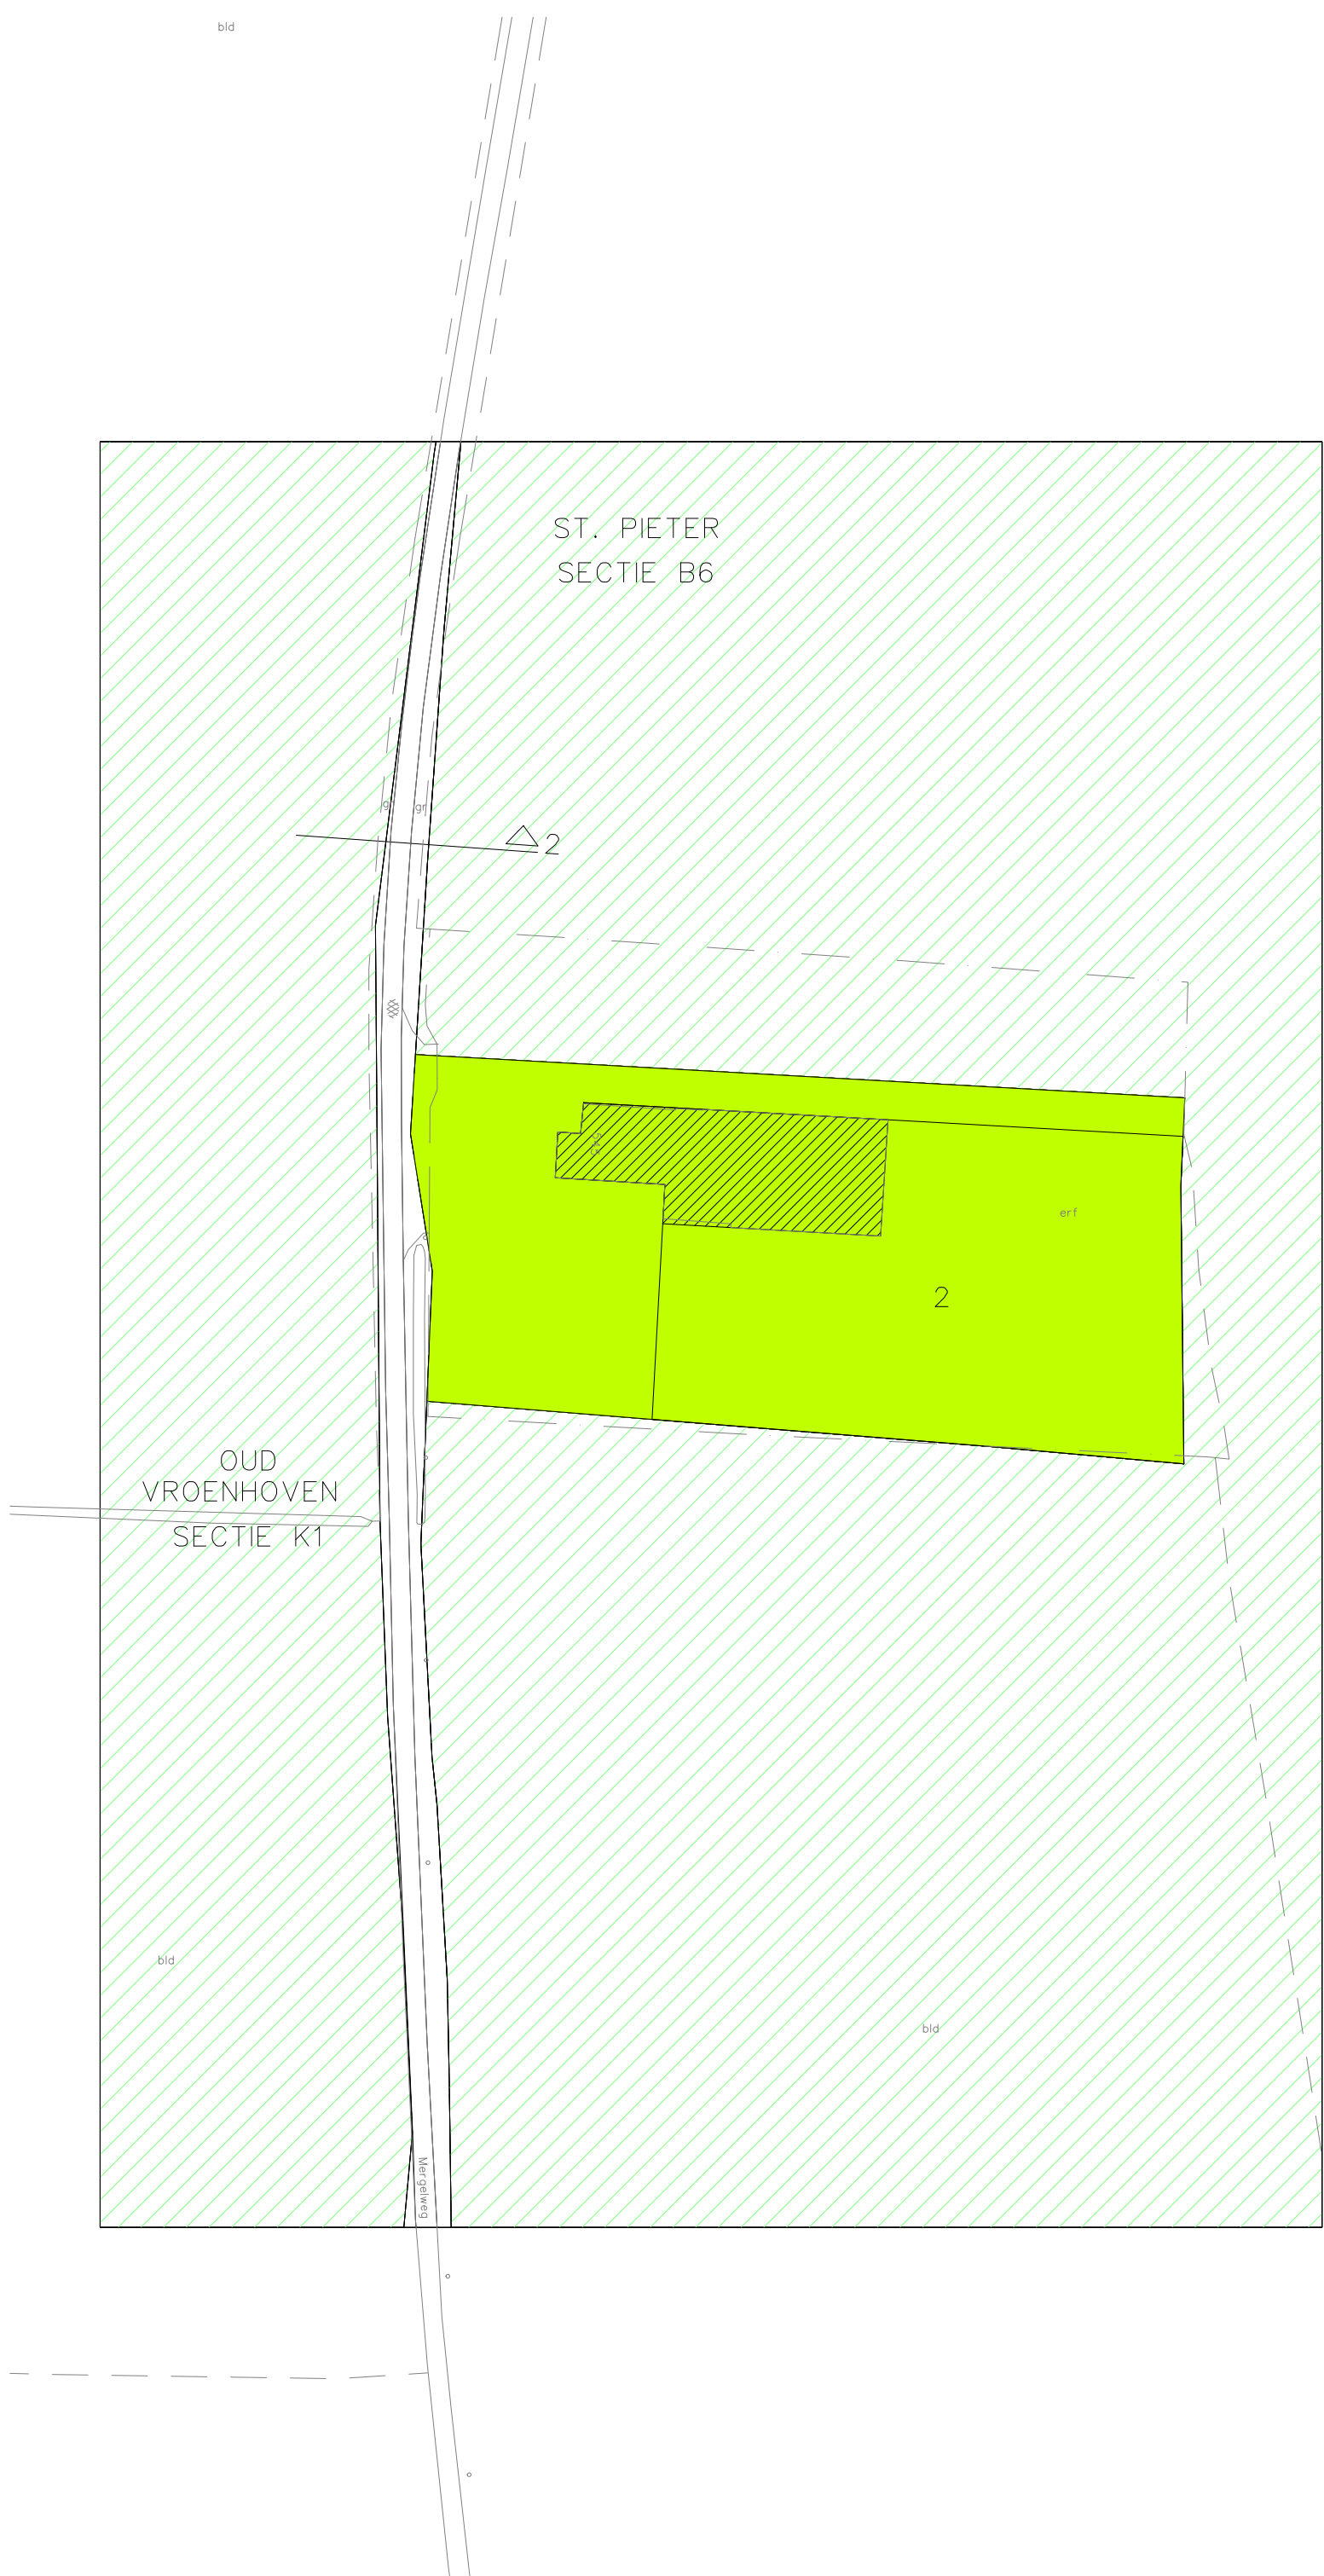 bld
ST. PIETER
SECTIE B6
gr
gr
2
erf
2
OUD
VROENHOVEN
SECTIE K1
bld
bld
Mergelweg